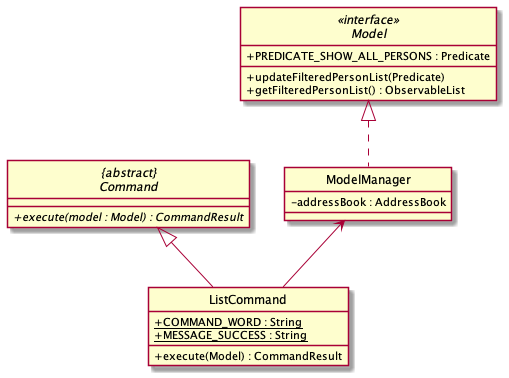 «interface»
Model
+PREDICATE_SHOW_ALL_PERSONS : Predicate
+updateFilteredPersonList(Predicate)
+getFilteredPersonList() : ObservableList
{abstract}
Command
+execute(model : Model) : CommandResult
ModelManager
-addressBook : AddressBook
ListCommand
+COMMAND_WORD : String
+MESSAGE_SUCCESS : String
+execute(Model) : CommandResult